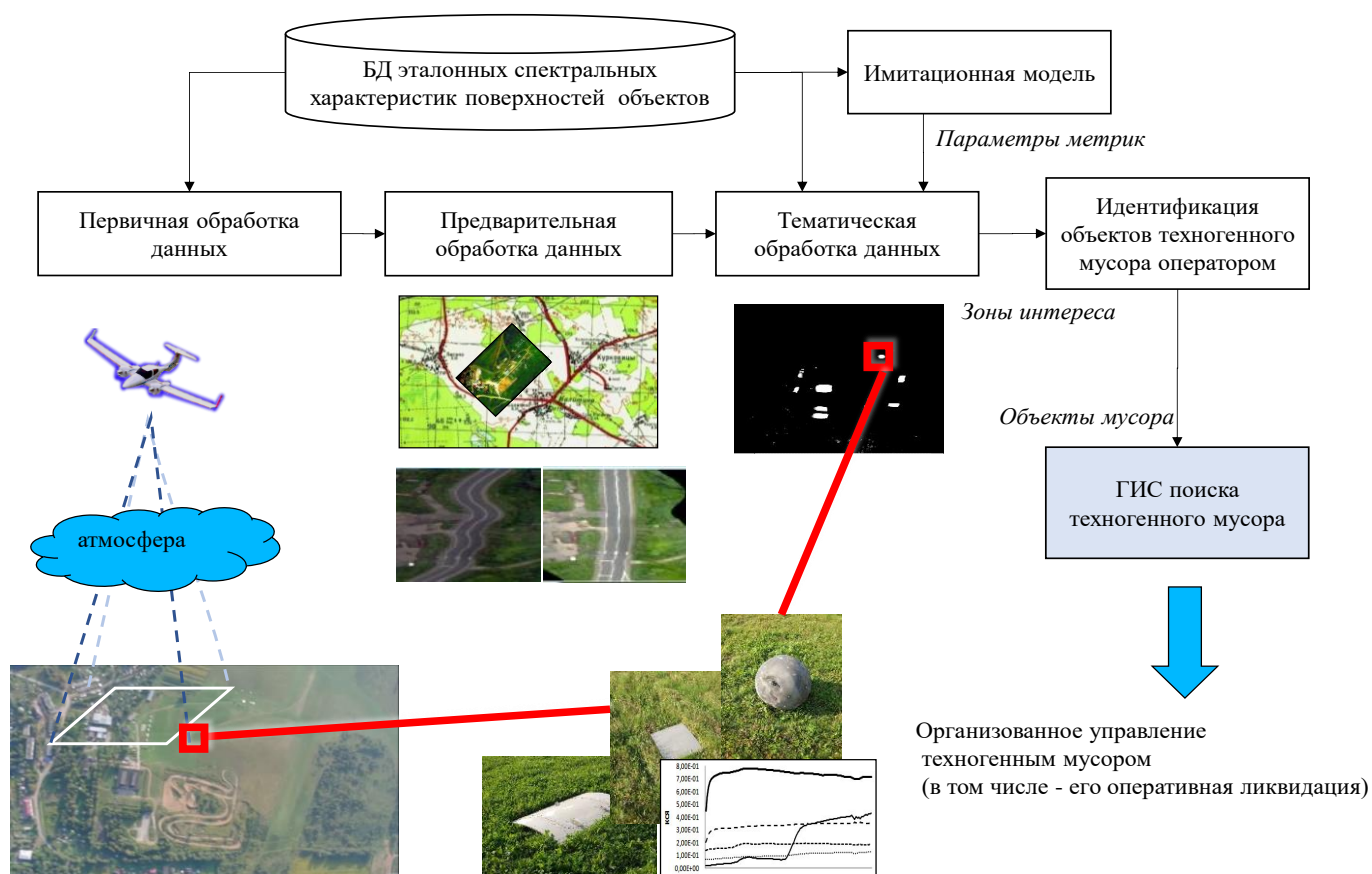 БД эталонных спектральных
характеристик поверхностей объектов
Имитационная модель
Параметры метрик
Первичная обработка
данных
Предварительная
обработка данных
Тематическая
обработка данных
Идентификация
объектов техногенного
мусора оператором
Зоны интереса
Объекты мусора
ГИС поиска
техногенного мусора
атмосфера
Организованное управление
техногенным мусором
(в том числе - его оперативная ликвидация)
КСЯ
8,00E-01
7,00E-01
6,00E-01
5,00E-01
4,00E-01
3,00E-01
2,00E-01
1,00E-01
0,00E+00